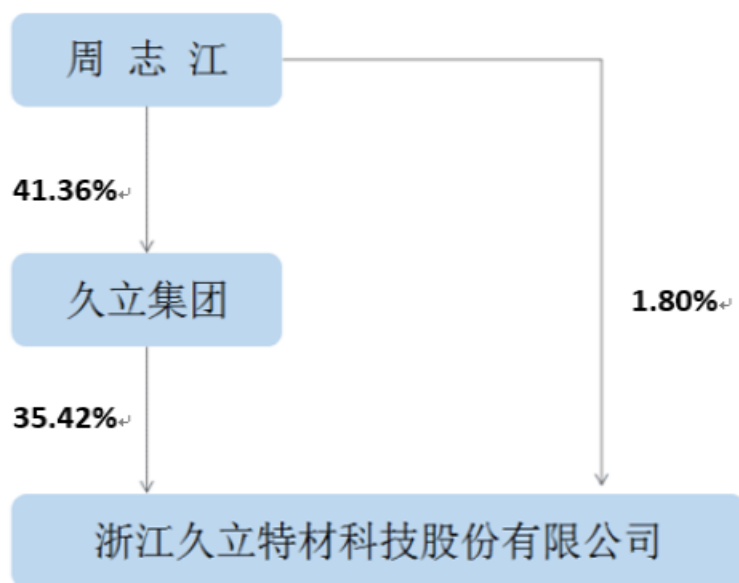 周 志 江
41.36%↵
久立集团
1.80%↵
35.42%↵
浙江久立特材科技股份有限公司